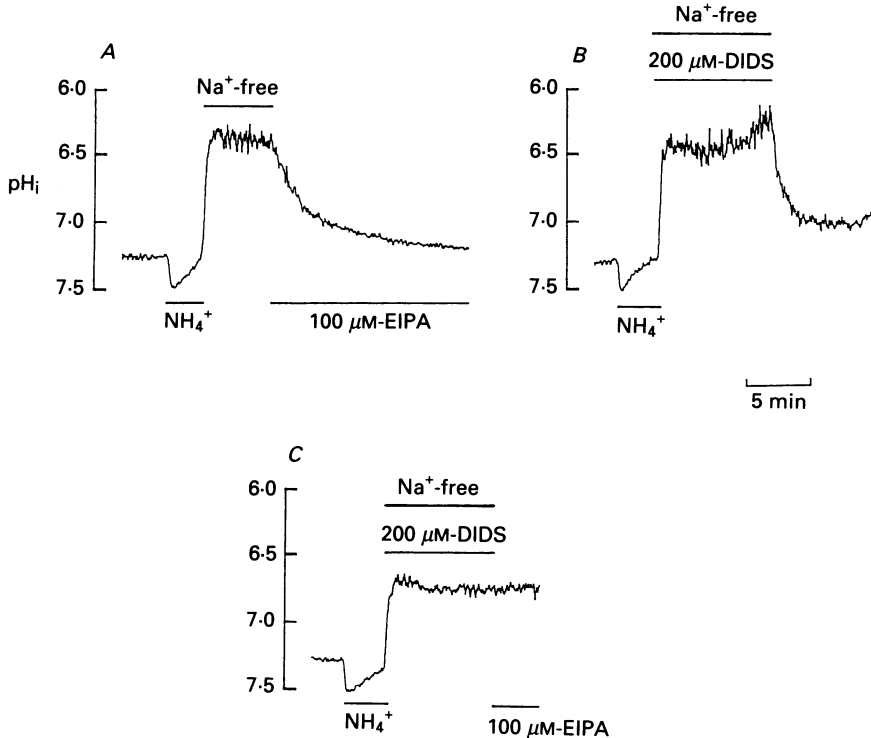 A
Na⁺-free
6·0
6·5
pHᵢ
7·0
7·5
NH₄⁺
100 μM-EIPA
B
Na⁺-free
200 μM-DIDS
6·0
6·5
7·0
7·5
NH₄⁺
5 min
C
Na⁺-free
200 μM-DIDS
6·0
6·5
7·0
7·5
NH₄⁺
100 μM-EIPA